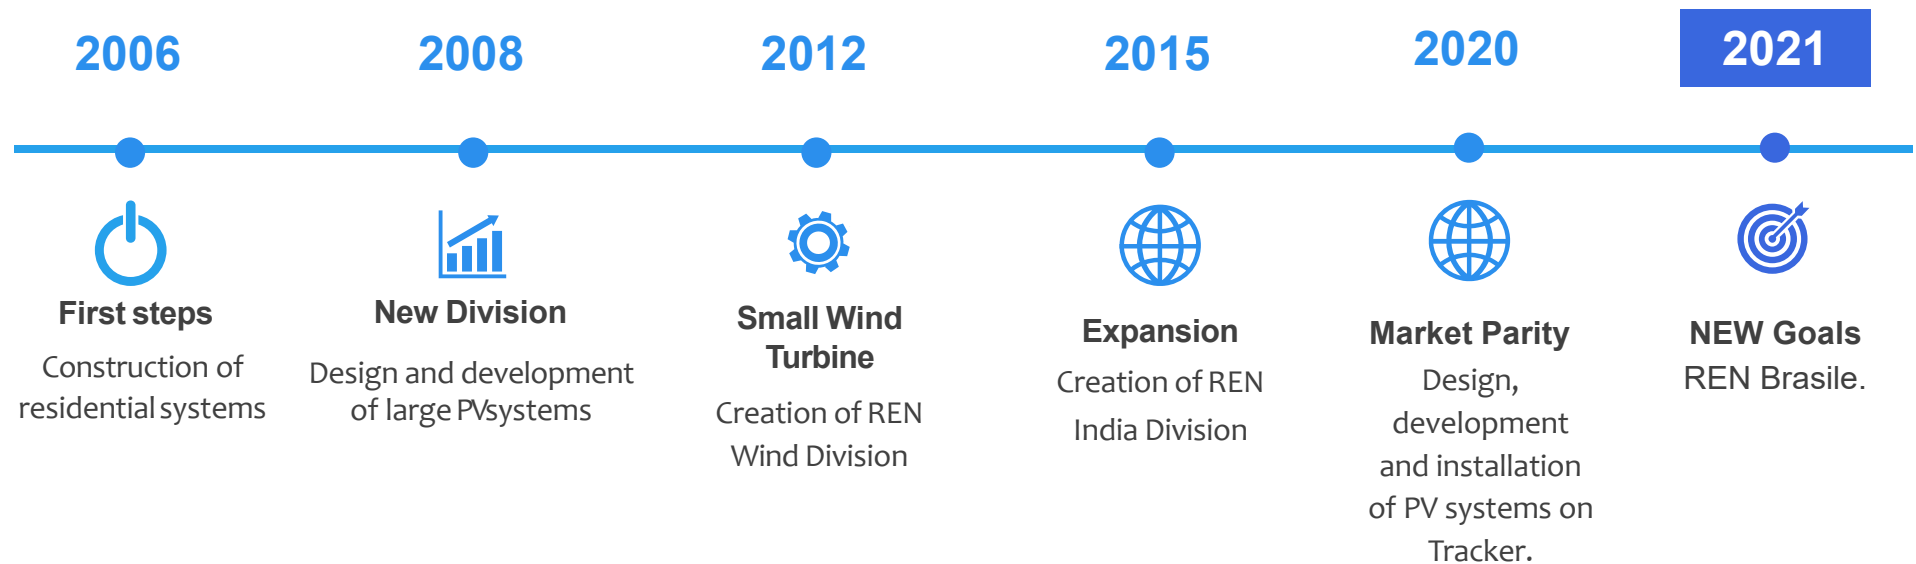 2006
2008
2012
2015
2020
2021
First steps
Construction of
residential systems
New Division
Design and development
of large PVsystems
Small Wind
Turbine
Creation of REN
Wind Division
Expansion
Creation of REN
India Division
Market Parity
Design,
development
and installation
of PV systems on
Tracker.
NEW Goals
REN Brasile.